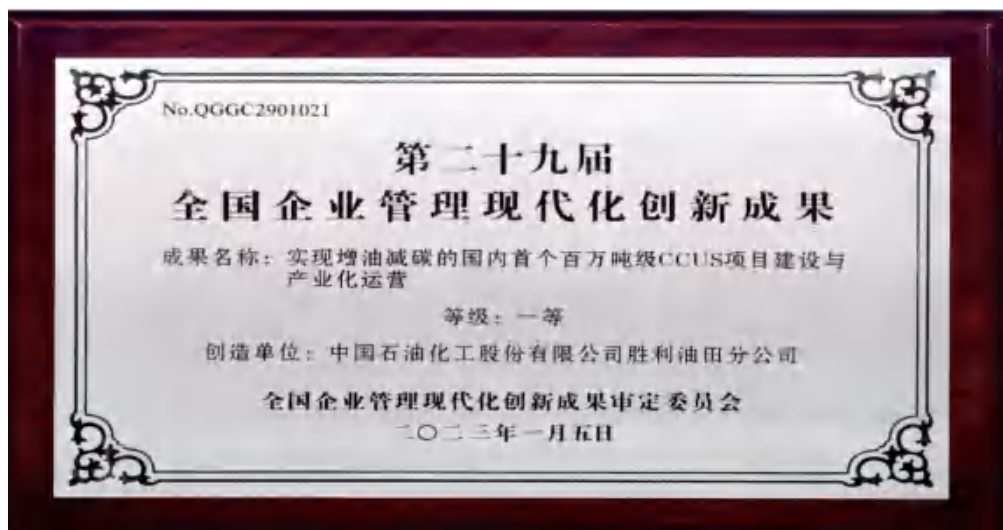 No.QGGC2901021
第二十九届
全国企业管理现代化创新成果
成果名称：实现增油减碳的国内首个百万吨级CCUS项目建设与
产业化运营
等级：一等
创造单位：中国石油化工股份有限公司胜利油田分公司
全国企业管理现代化创新成果审定委员会
二〇二三年一月五日